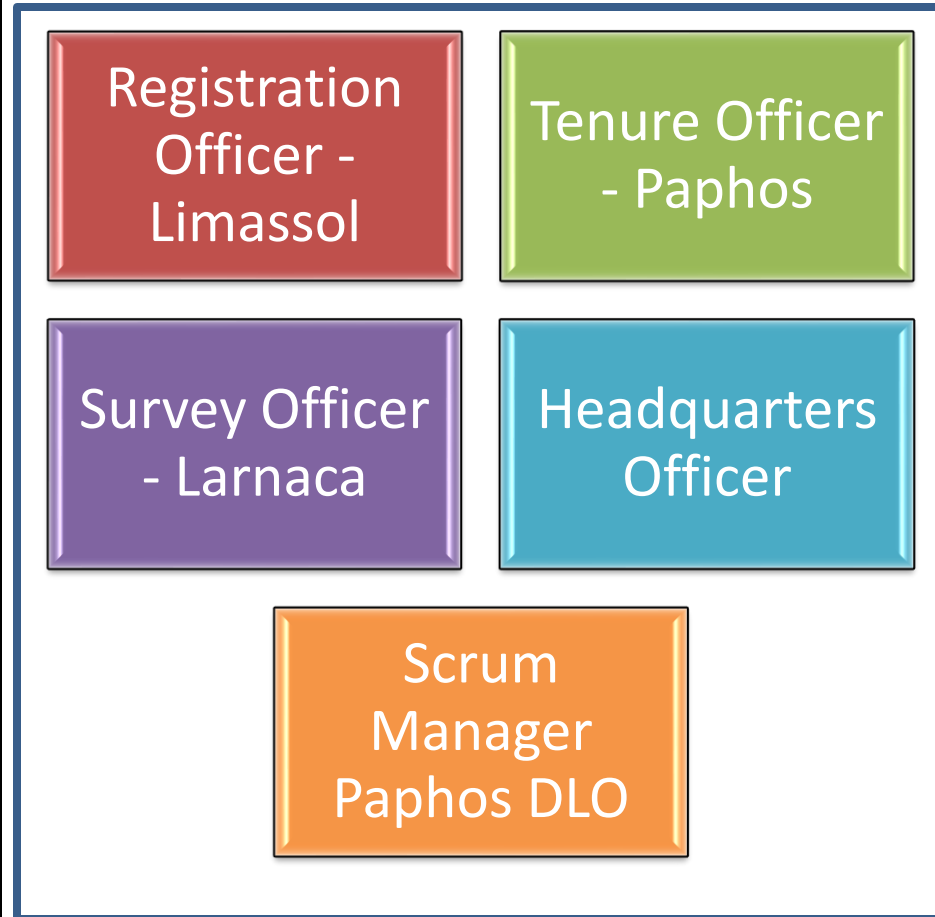 Registration
Officer -
Limassol
Tenure Officer
- Paphos
Survey Officer
- Larnaca
Headquarters
Officer
Scrum
Manager
Paphos DLO